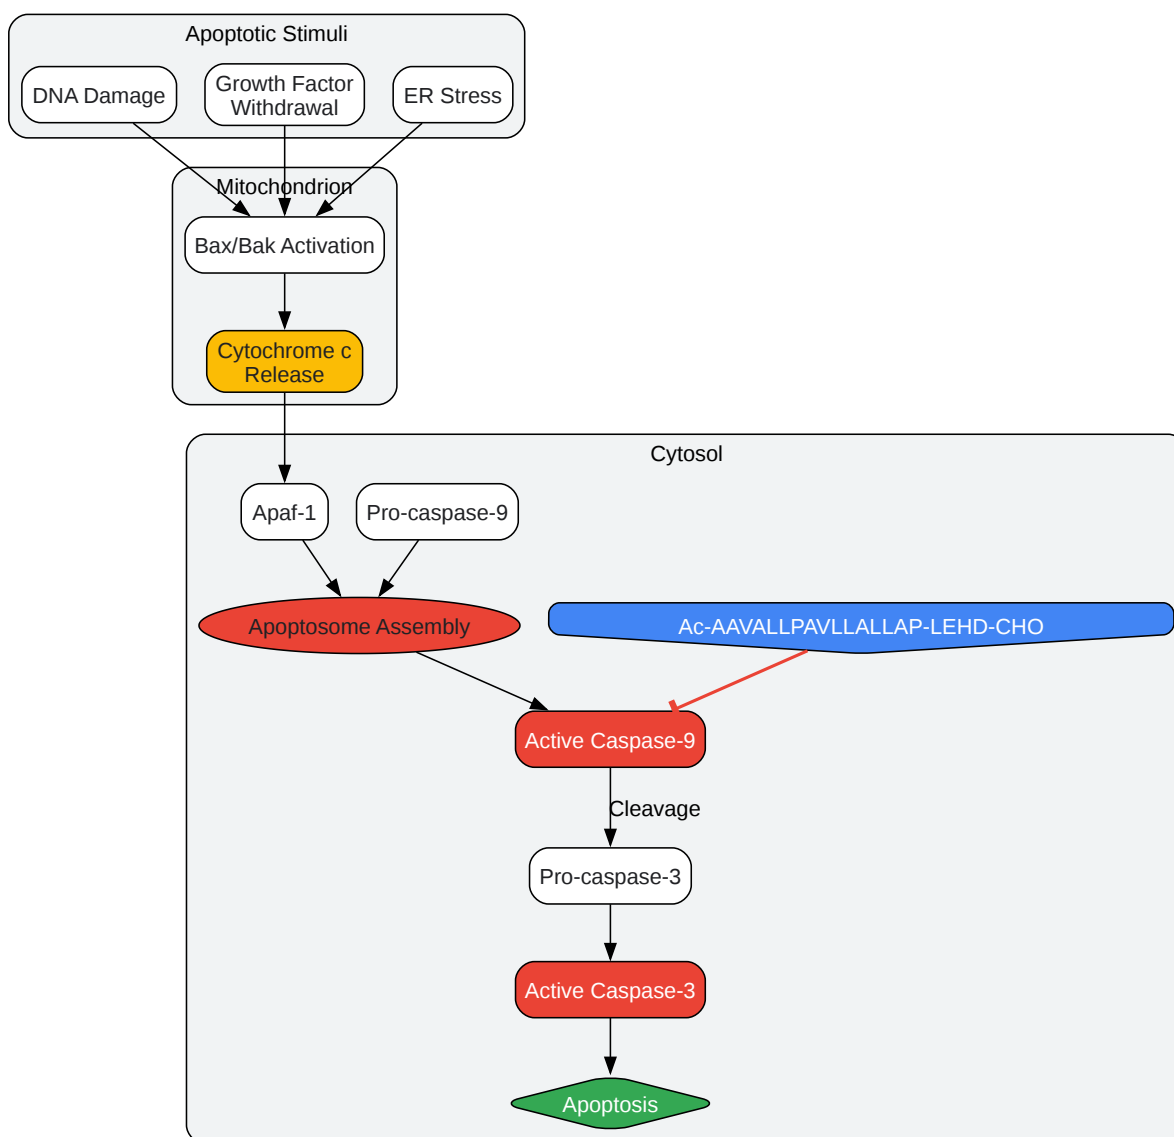 Apoptotic Stimuli
DNA Damage
Growth Factor
Withdrawal
ER Stress
Mitochondrion
Bax/Bak Activation
Cytochrome c
Release
Cytosol
Apaf-1
Pro-caspase-9
Apoptosome Assembly
Ac-AAVALLPAVLLALLAP-LEHD-CHO
Active Caspase-9
Cleavage
Pro-caspase-3
Active Caspase-3
Apoptosis